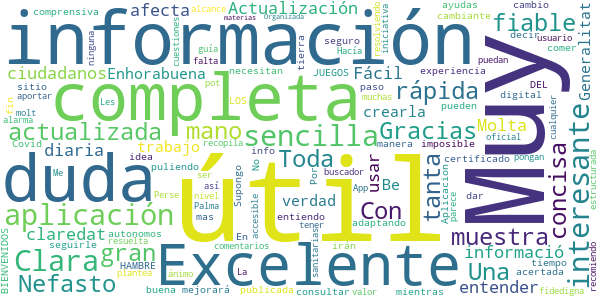 comprensiva afecta Actualización alcance materias Organizada
ninguna
cuestiones
guía
falta
información
seguro
tierra
resolviendo
iniciativa
cambio
cambiante
ayudas
decir
usuario
comer
fiable
Generalitat
ciudadanos
Enhorabuena
necesitan
JUEGOS
Fácil
experiencia
puedan
sitio
aportar
Les
pot
LOS
paso
muchas
DEL
digital
rápida
crearla
pueden
cualquier
fin
molt
alarma
completa
Muy
actualizada
mano
sencilla
Gracias
Molta
oficial
Covid
trabajo
recopila
manera
imposible
diaria
idea
info
buscador
certificado
pongan
estructurada
Me
puliendo
ser
así
No
Por
App
Aplicacion
parece
interesante
duda
útil
Toda
usar
Be
tanta
concisa
Perse
nivel
Palma
mas
Supongo
accesible
verdad
adaptando
dar
aplicación
Con
muestra
claredat
autonomos
En
entiendo
tener
informació
seguirle
resuelta
comentarios
sanitarias
irán
Una
tiempo
acertada
BIENVENIDOS
Clara
gran
HAMBRE
ánimo
La
Excelente
entender
fidedigna
Nefasto
plantea
buena
mejorará
publicada
consultar
valor
mientras
recomiendo